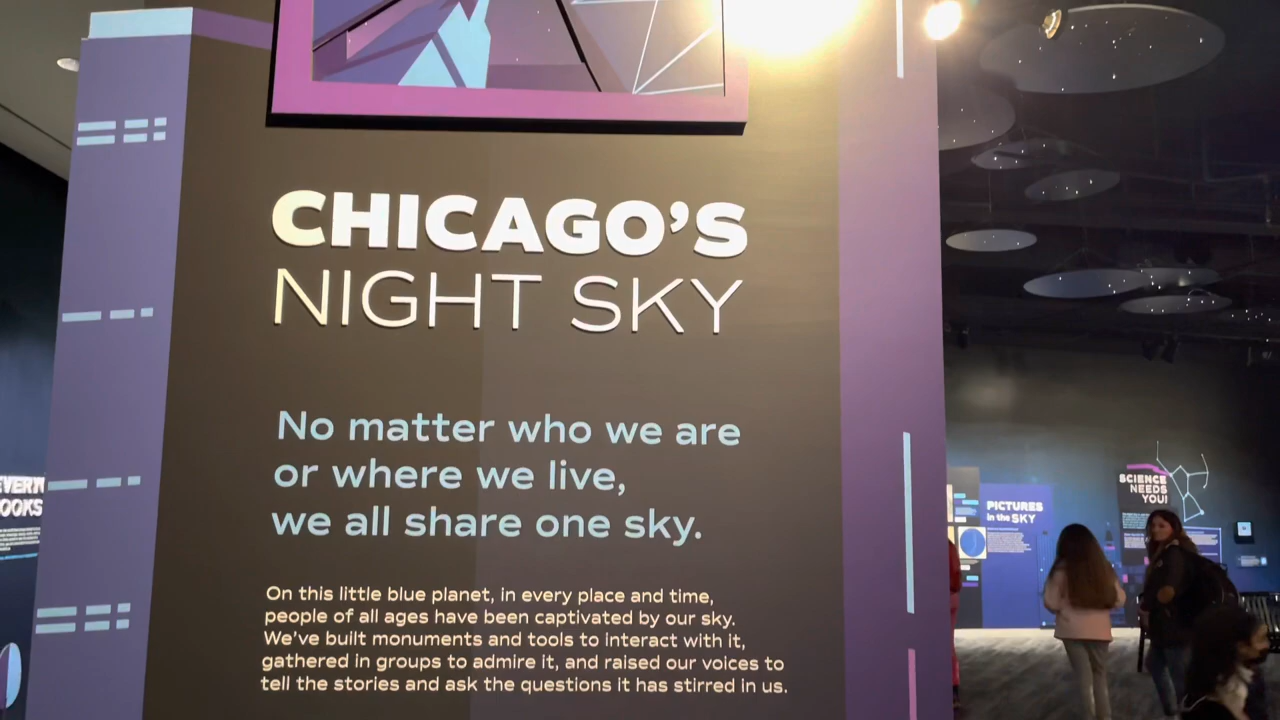 CHICAGO'S
NIGHT SKY
No matter who we are
or where we live,
we all share one sky.
On this little blue planet, in every place and time,
people of all ages have been captivated by our sky.
We've built monuments and tools to interact with it,
gathered in groups to admire it, and raised our voices to
tell the stories and ask the questions it has stirred in us.
PICTURES
in the SKY
SCIENCE
NEEDS
YOU!